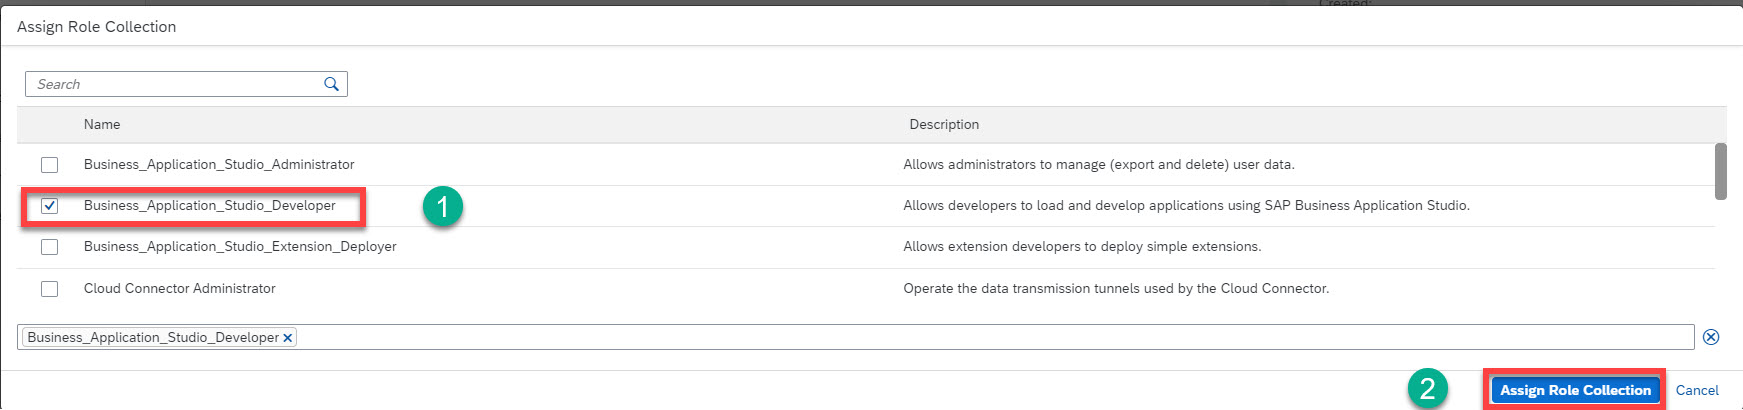 Created:
Assign Role Collection
Search
Name Description
Business_Application_Studio_Administrator Allows administrators to manage (export and delete) user data.
Business_Application_Studio_Developer 1 Allows developers to load and develop applications using SAP Business Application Studio.
Business_Application_Studio_Extension_Deployer Allows extension developers to deploy simple extensions.
Cloud Connector Administrator Operate the data transmission tunnels used by the Cloud Connector.
Business_Application_Studio_Developer
2 Assign Role Collection Cancel